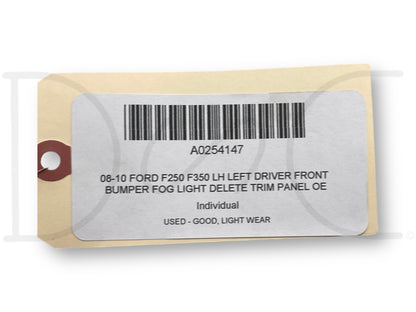 A0254147
08-10 FORD F250 F350 LH LEFT DRIVER FRONT
BUMPER FOG LIGHT DELETE TRIM PANEL OE
Individual
USED - GOOD, LIGHT WEAR